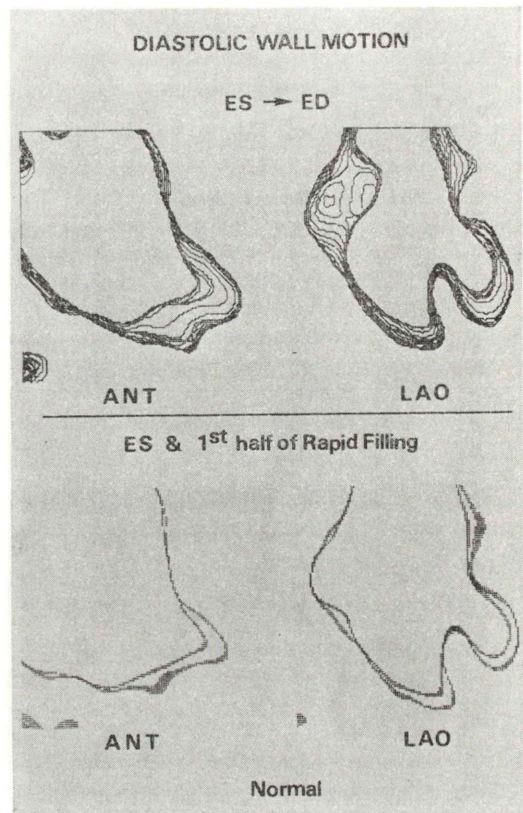 DIASTOLIC WALL MOTION
ES → ED
ANT LAO
ES & 1st half of Rapid Filling
ANT LAO
Normal